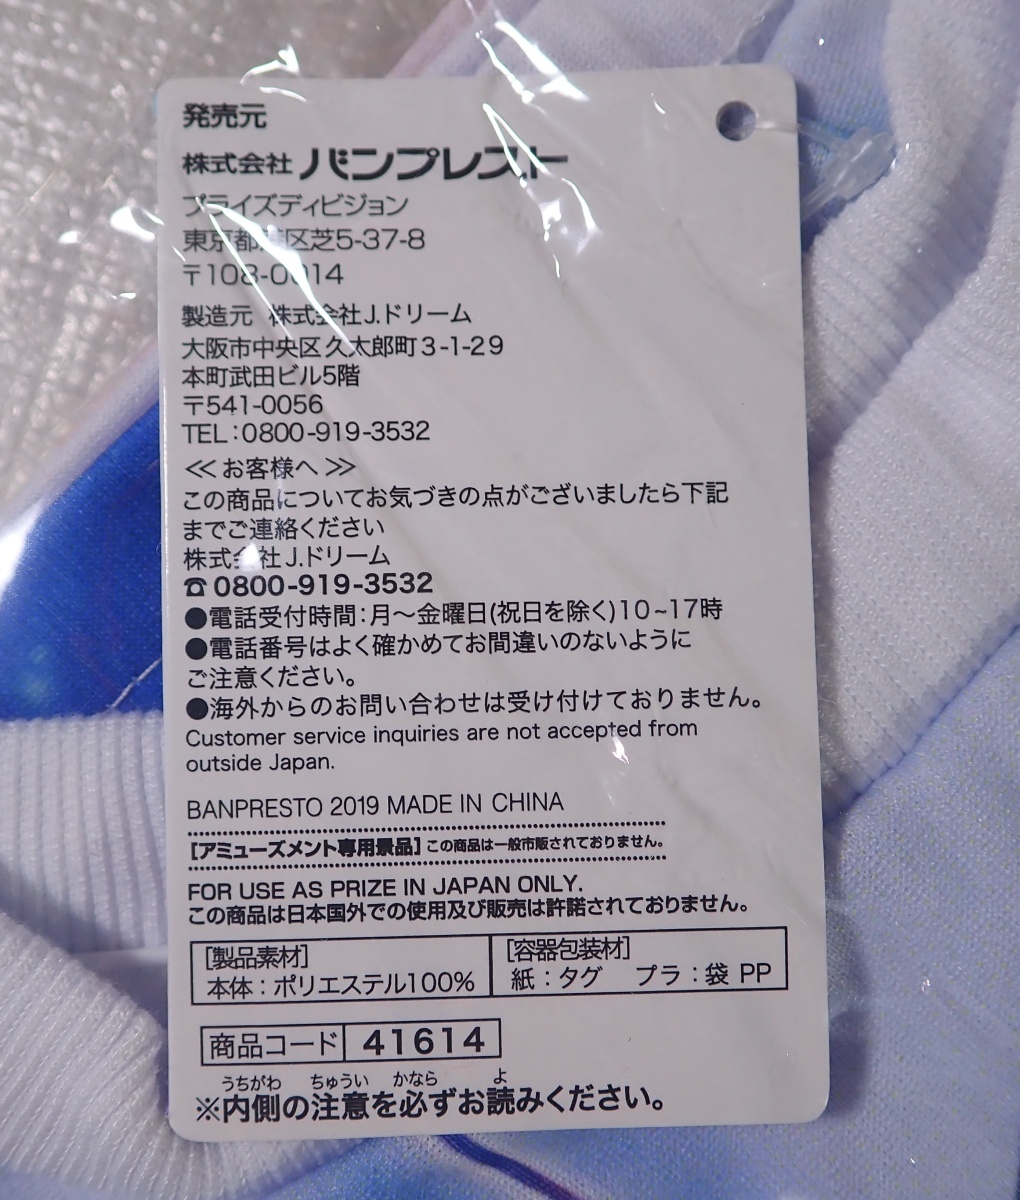 発売元
株式会社 バンプレスト
プライズディビジョン
東京都港区芝5-37-8
〒108-0014
製造元 株式会社J.ドリーム
大阪市中央区久太郎町3-1-29
本町武田ビル5階
〒541-0056
TEL:0800-919-3532
≪お客様へ≫
この商品についてお気づきの点がございましたら下記
までご連絡ください
株式会社J.ドリーム
☎0800-919-3532
●電話受付時間:月〜金曜日(祝日を除く)10~17時
●電話番号はよく確かめてお間違いのないように
ご注意ください。
●海外からのお問い合わせは受け付けておりません。
Customer service inquiries are not accepted from
outside Japan.
BANPRESTO 2019 MADE IN CHINA
[アミューズメント専用景品]この商品は一般市販されておりません。
FOR USE AS PRIZE IN JAPAN ONLY.
この商品は日本国外での使用及び販売は許諾されておりません。
[製品素材]
本体:ポリエステル100%
[容器包装材]
紙:タグ プラ:袋 PP
商品コード 41614
うちがわ ちゅうい かなら よ
※内側の注意を必ずお読みください。